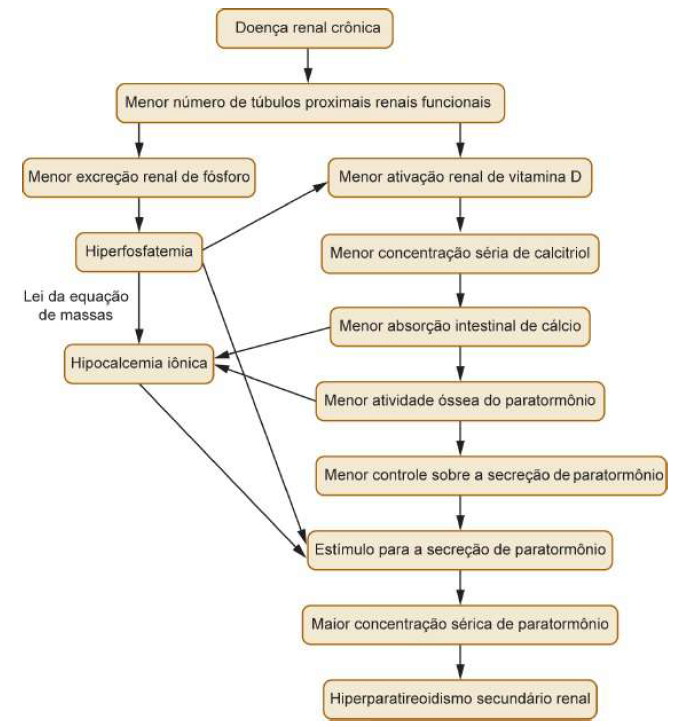 Doença renal crônica
Menor número de túbulos proximais renais funcionais
Menor excreção renal de fósforo
Menor ativação renal de vitamina D
Hiperfosfatemia
Menor concentração séria de calcitriol
Lei da equação
de massas
Menor absorção intestinal de cálcio
Hipocalcemia iônica
Menor atividade óssea do paratormônio
Menor controle sobre a secreção de paratormônio
Estímulo para a secreção de paratormônio
Maior concentração sérica de paratormônio
Hiperparatireoidismo secundário renal